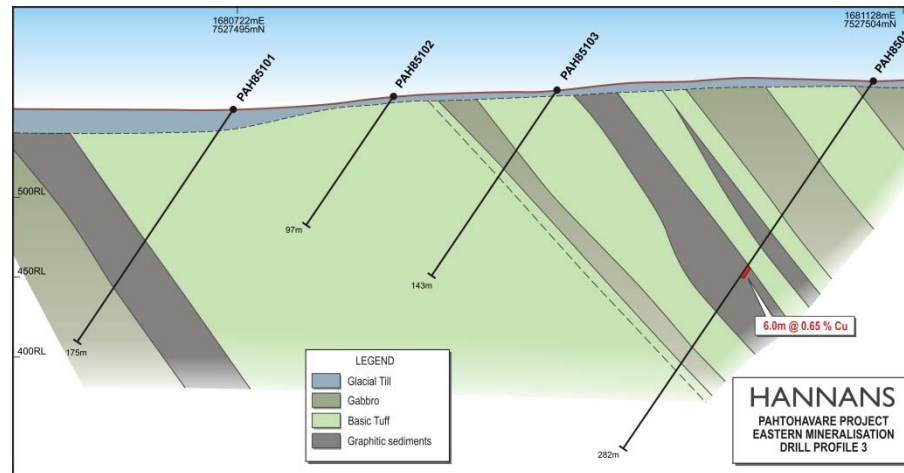 1680722mE
7527495mN
1681128mE
7527504mN
PAH85101
PAH85102
PAH85103
PAH8501
500RL
450RL
400RL
97m
143m
175m
282m
6.0m @ 0.65 % Cu
LEGEND
Glacial Till
Gabbro
Basic Tuff
Graphitic sediments
HANNANS
PAHTOHAVARE PROJECT
EASTERN MINERALISATION
DRILL PROFILE 3